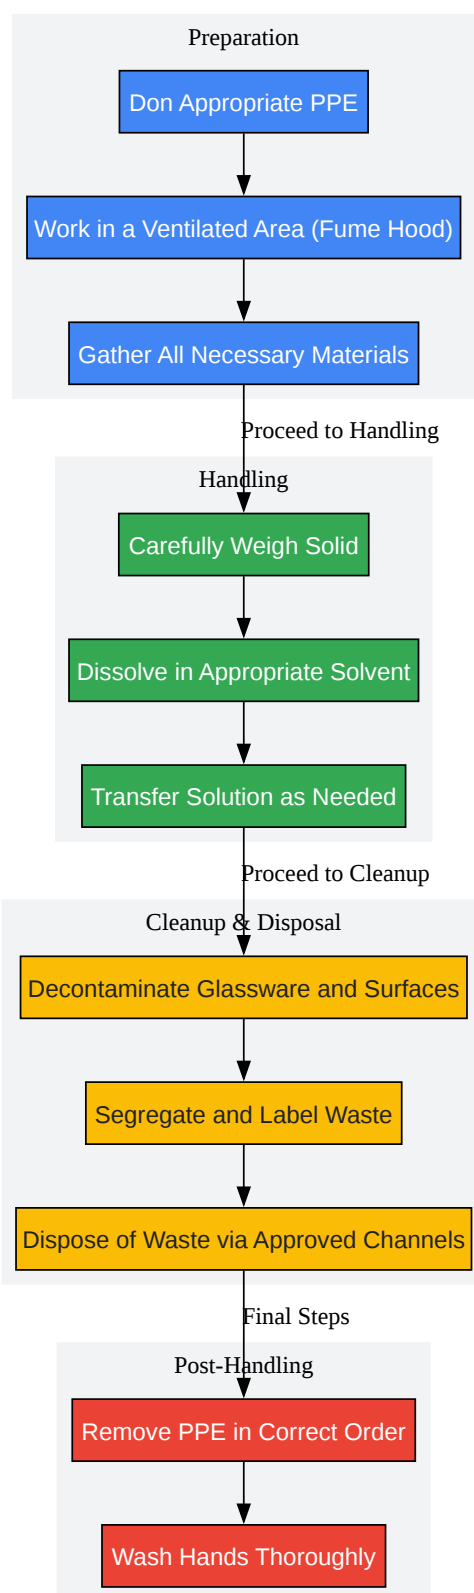 Preparation
Don Appropriate PPE
Work in a Ventilated Area (Fume Hood)
Gather All Necessary Materials
Proceed to Handling
Handling
Carefully Weigh Solid
Dissolve in Appropriate Solvent
Transfer Solution as Needed
Proceed to Cleanup
Cleanup & Disposal
Decontaminate Glassware and Surfaces
Segregate and Label Waste
Dispose of Waste via Approved Channels
Final Steps
Post-Handling
Remove PPE in Correct Order
Wash Hands Thoroughly